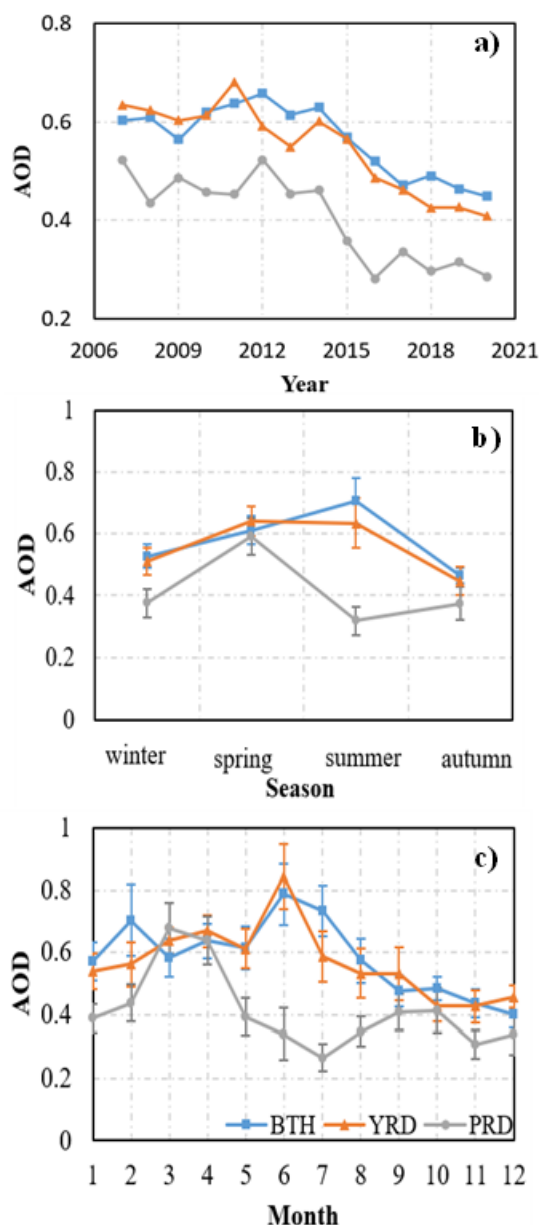 0.8
a)
0.6
AOD
0.4
0.2
2006 2009 2012 2015 2018 2021
Year
1
b)
0.8
0.6
AOD
0.4
0.2
0
winter spring summer autumn
Season
1
c)
0.8
0.6
AOD
0.4
0.2
BTH YRD PRD
0
1 2 3 4 5 6 7 8 9 10 11 12
Month